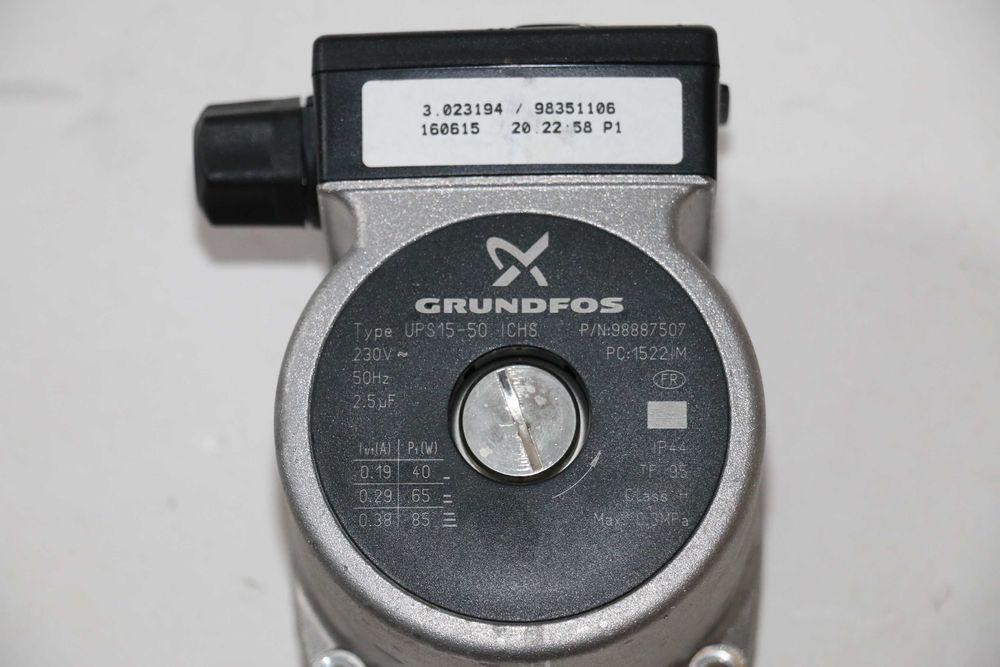 3.023194 / 98351106
160615 20:22:58 P1
GRUNDFOS
Type UPS15-50 ICHS P/N:98887507
230V ~ PC:1522IM
50Hz FR
2.5µF
I₁/₁(A) P₁(W) IP44
0.19 40 TF 95
0.29 65 Class H
0.38 85 Max. 0.3MPa